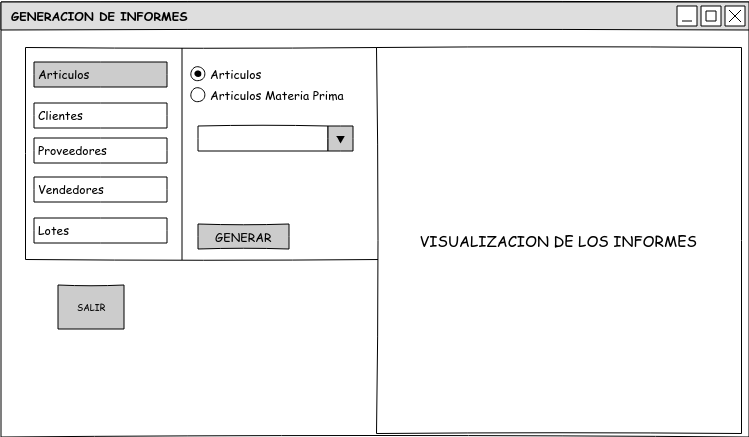 GENERACION DE INFORMES
Articulos
Clientes
Proveedores
Vendedores
Lotes
Articulos
Articulos Materia Prima
GENERAR
SALIR
VISUALIZACION DE LOS INFORMES